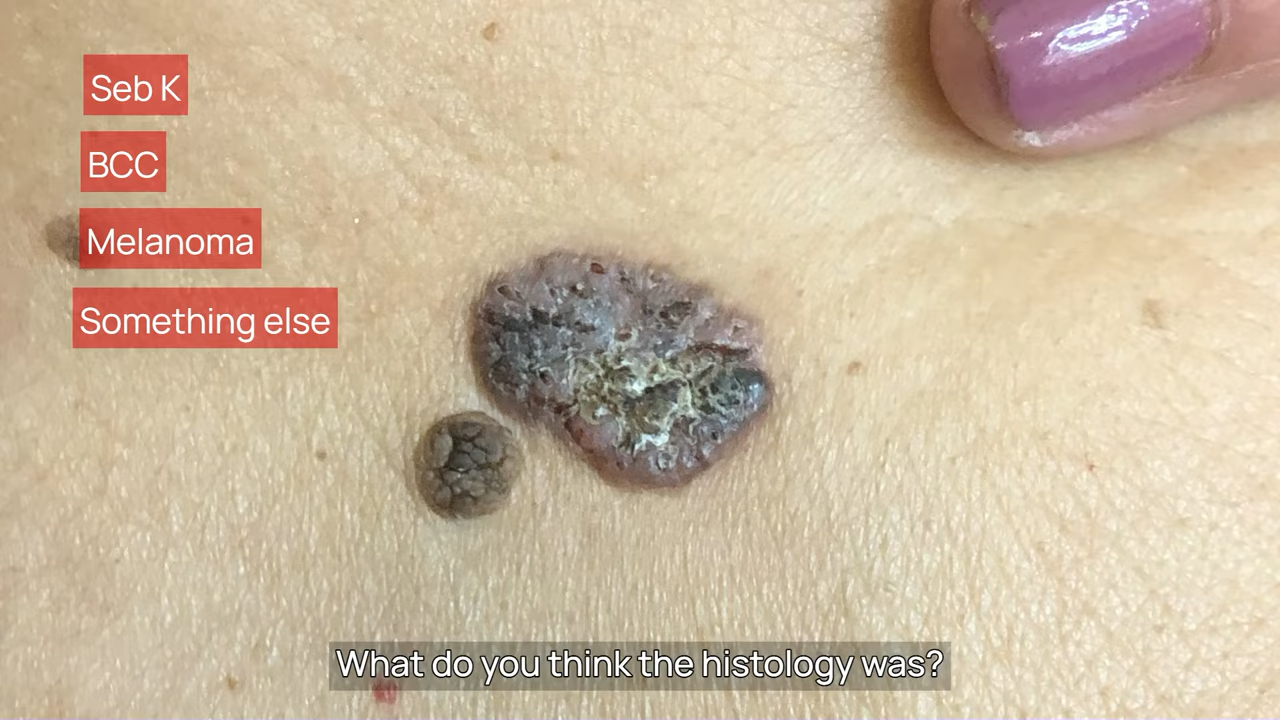 Seb K
BCC
Melanoma
Something else
What do you think the histology was?